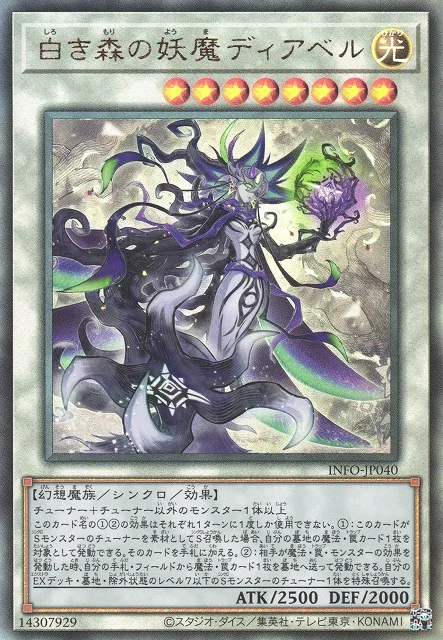 白き森の妖魔ディアベル
光
INFO-JP040
【幻想魔族／シンクロ／効果】
チューナー＋チューナー以外のモンスター1体以上
このカード名の①②の効果はそれぞれ1ターンに1度しか使用できない。①：このカードが
Sモンスターのチューナーを素材としてS召喚した場合、自分の墓地の魔法・罠カード1枚を
対象として発動できる。そのカードを手札に加える。②：相手が魔法・罠・モンスターの効果を
発動した時、自分の手札・フィールドから魔法・罠カード1枚を墓地へ送って発動できる。自分の
EXデッキ・墓地・除外状態のレベル7以下のSモンスターのチューナー1体を特殊召喚する。
ATK/2500 DEF/2000
14307929
©スタジオ・ダイス／集英社・テレビ東京・KONAMI